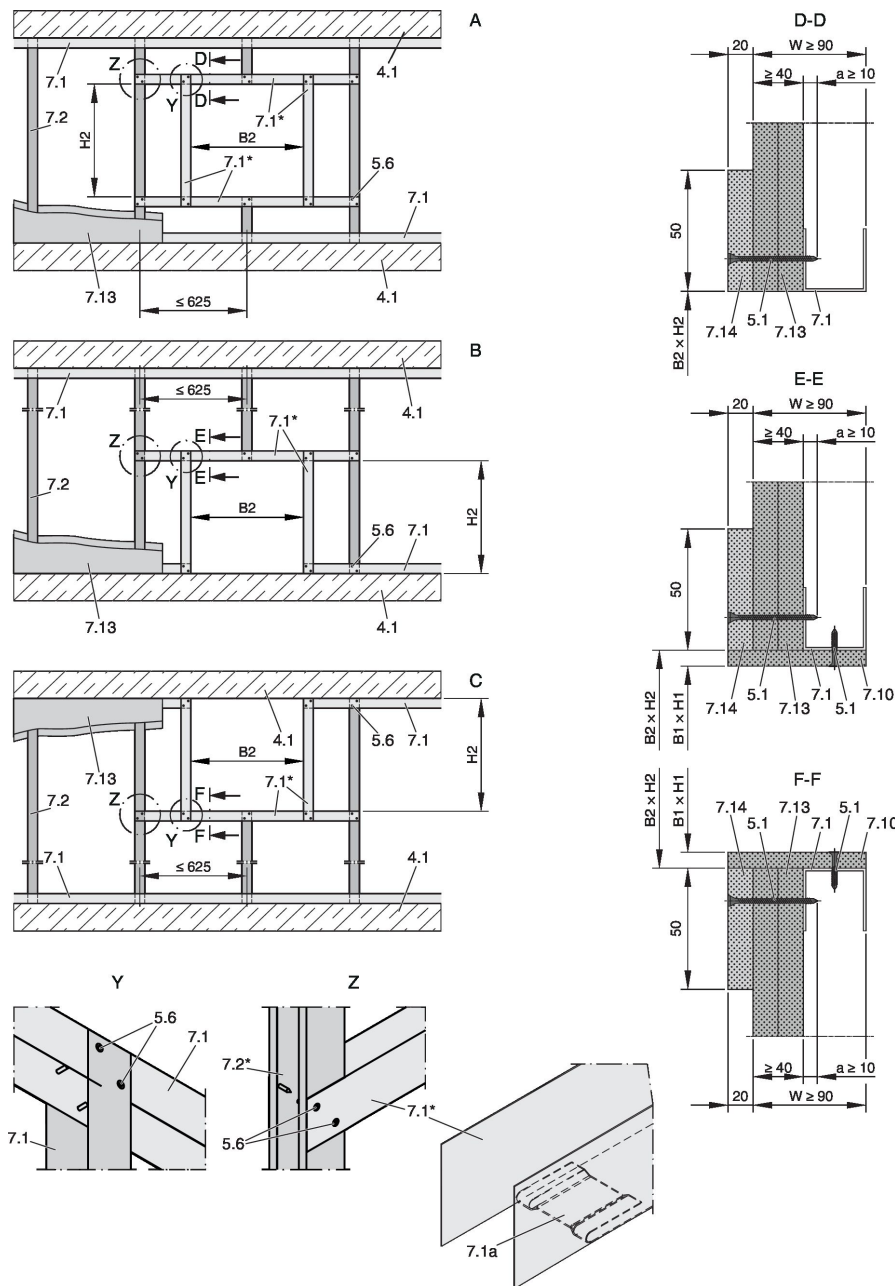 A
7.1
Z
D
4.1
7.2
H2
Y
D
7.1*
B2
7.1*
5.6
7.1
7.13
≤ 625
4.1
B
7.1
≤ 625
7.1*
4.1
Z
E
7.2
Y
E
B2
H2
5.6
7.1
7.13
4.1
C
7.13
4.1
5.6
7.1
B2
H2
7.2
Z
F
7.1*
Y
F
7.1
≤ 625
4.1
Y
5.6
7.1
7.1
Z
7.2*
7.1*
5.6
7.1*
7.1a
D-D
20
W ≥ 90
≥ 40
a ≥ 10
50
7.14
5.1
7.13
7.1
B2 × H2
E-E
20
W ≥ 90
≥ 40
a ≥ 10
50
7.14
5.1
7.13
7.1
5.1
7.10
B2 × H2
B1 × H1
F-F
B2 × H2
B1 × H1
7.14
5.1
7.13
7.1
5.1
7.10
50
≥ 40
a ≥ 10
20
W ≥ 90